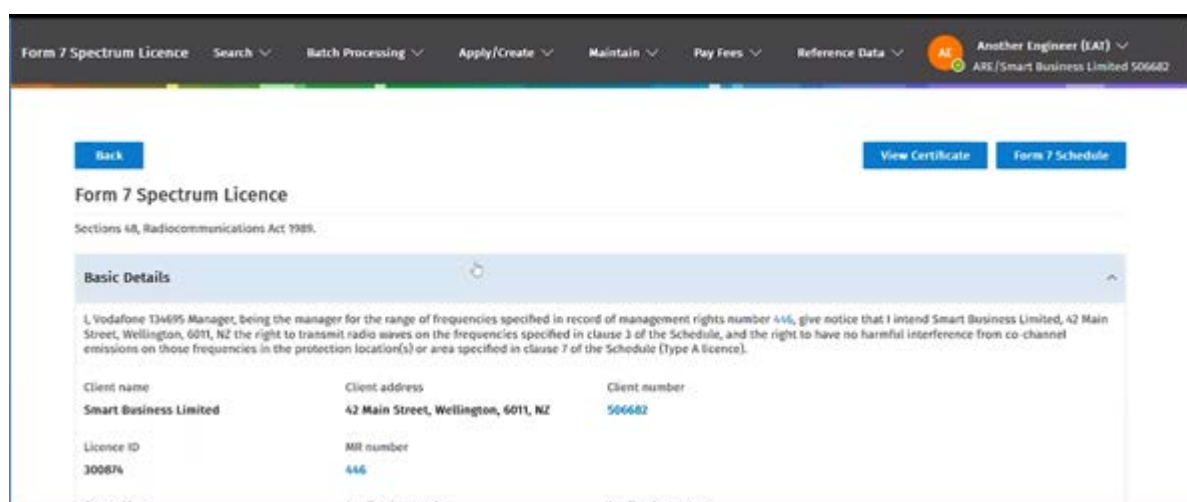 Form 7 Spectrum Licence Search Batch Processing Apply/Create Maintain Pay Fees Reference Data AE Another Engineer (EAT)
ARE/Smart Business Limited 506682
Back View Certificate Form 7 Schedule
Form 7 Spectrum Licence
Sections 48, Radiocommunications Act 1989.
Basic Details
I, Vodafone 134695 Manager, being the manager for the range of frequencies specified in record of management rights number 446, give notice that I intend Smart Business Limited, 42 Main
Street, Wellington, 6011, NZ the right to transmit radio waves on the frequencies specified in clause 3 of the Schedule, and the right to have no harmful interference from co-channel
emissions on those frequencies in the protection location(s) or area specified in clause 7 of the Schedule (Type A licence).
Client name Client address Client number
Smart Business Limited 42 Main Street, Wellington, 6011, NZ 506682
Licence ID MR number
300874 446